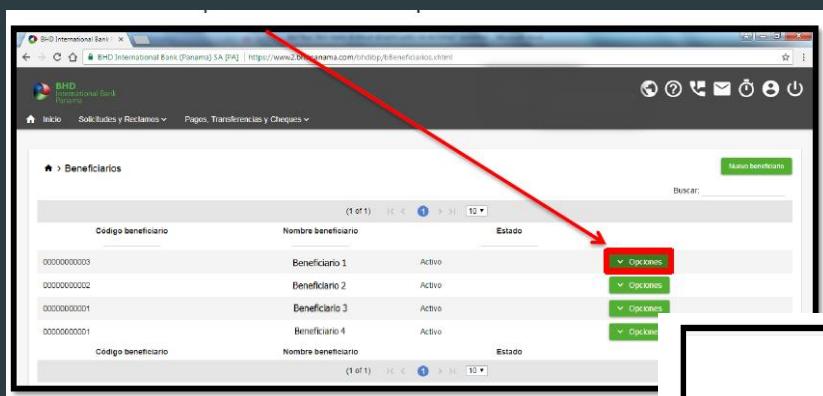 BHD International Bank
BHD International Bank (Panama) SA [PA] | https://www2.bhdpanama.com/bhdibp/bBeneficiarios.xhtml
BHD
International Bank
Panama
Inicio Solicitudes y Reclamos Pagos, Transferencias y Cheques
> Beneficiarios
Nuevo beneficiario
Buscar:
(1 of 1) 1 10
Código beneficiario Nombre beneficiario Estado
00000000003 Beneficiario 1 Activo Opciones
00000000002 Beneficiario 2 Activo Opciones
00000000001 Beneficiario 3 Activo Opciones
00000000001 Beneficiario 4 Activo Opcione
Código beneficiario Nombre beneficiario Estado
(1 of 1) 1 10